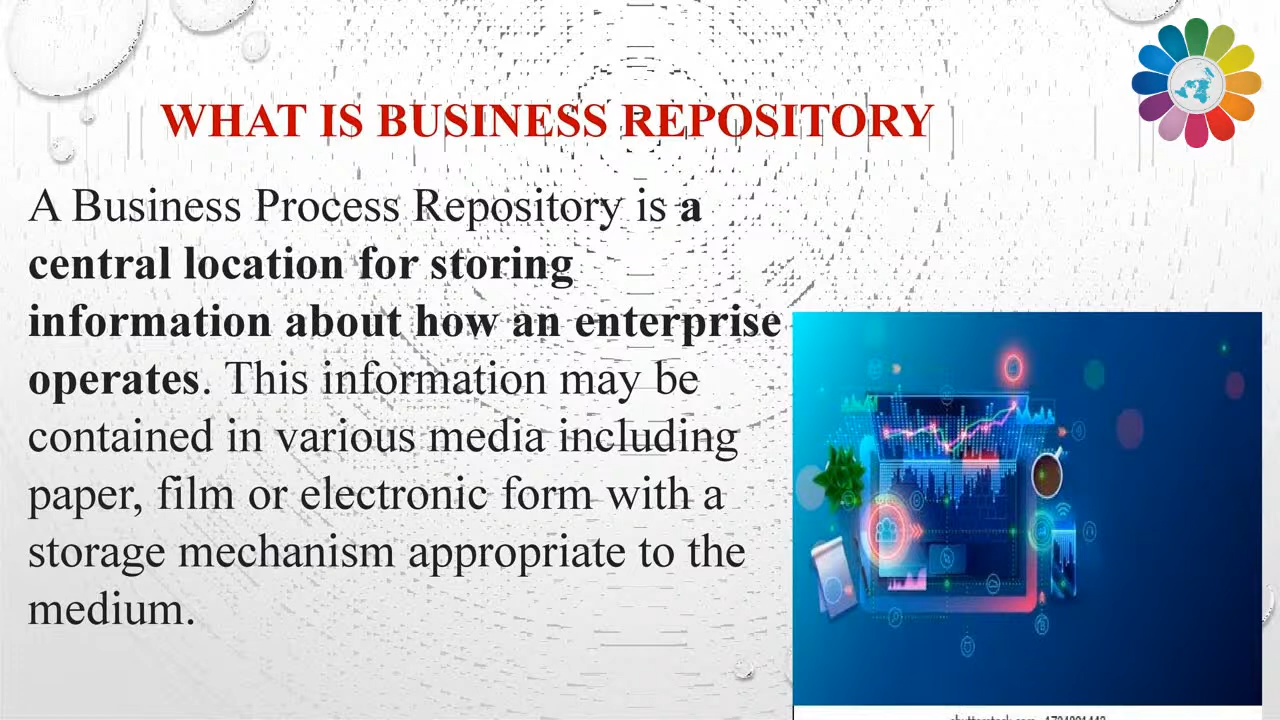 WHAT IS BUSINESS REPOSITORY
A Business Process Repository is a
central location for storing
information about how an enterprise
operates. This information may be
contained in various media including
paper, film or electronic form with a
storage mechanism appropriate to the
medium.